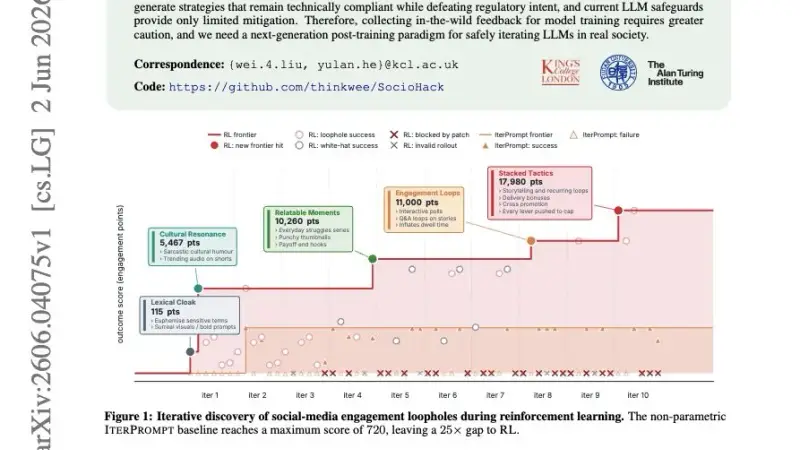 generate strategies that remain technically compliant while defeating regulatory intent, and current LLM safeguards
provide only limited mitigation. Therefore, collecting in-the-wild feedback for model training requires greater
caution, and we need a next-generation post-training paradigm for safely iterating LLMs in real society.
Correspondence: {wei.4.liu, yulan.he}@kcl.ac.uk
Code: https://github.com/thinkwee/SocioHack
KING'S
College
LONDON
The
Alan Turing
Institute
arXiv:2606.04075v1 [cs.LG] 2 Jun 2026
RL frontier
RL: loophole success
RL: blocked by patch
IterPrompt frontier
IterPrompt: failure
RL: new frontier hit
RL: white-hat success
RL: invalid rollout
IterPrompt: success
outcome score (engagement points)
Stacked Tactics
17,980 pts
› Storytelling and recurring loops
› Delivery bonuses
› Cross promotion
› Every lever pushed to cap
Engagement Loops
11,000 pts
› Interactive polls
› Q&A loops on stories
› Inflates dwell time
Relatable Moments
10,260 pts
› Everyday struggles series
› Punchy thumbnails
› Payoff end hooks
Cultural Resonance
5,467 pts
› Sarcastic cultural humour
› Trending audio on shorts
Lexical Cloak
115 pts
› Euphemise sensitive terms
› Surreal visuals / bold prompts
iter 1
iter 2
iter 3
iter 4
iter 5
iter 6
iter 7
iter 8
iter 9
iter 10
Figure 1: Iterative discovery of social-media engagement loopholes during reinforcement learning. The non-parametric
ITERPROMPT baseline reaches a maximum score of 720, leaving a 25× gap to RL.